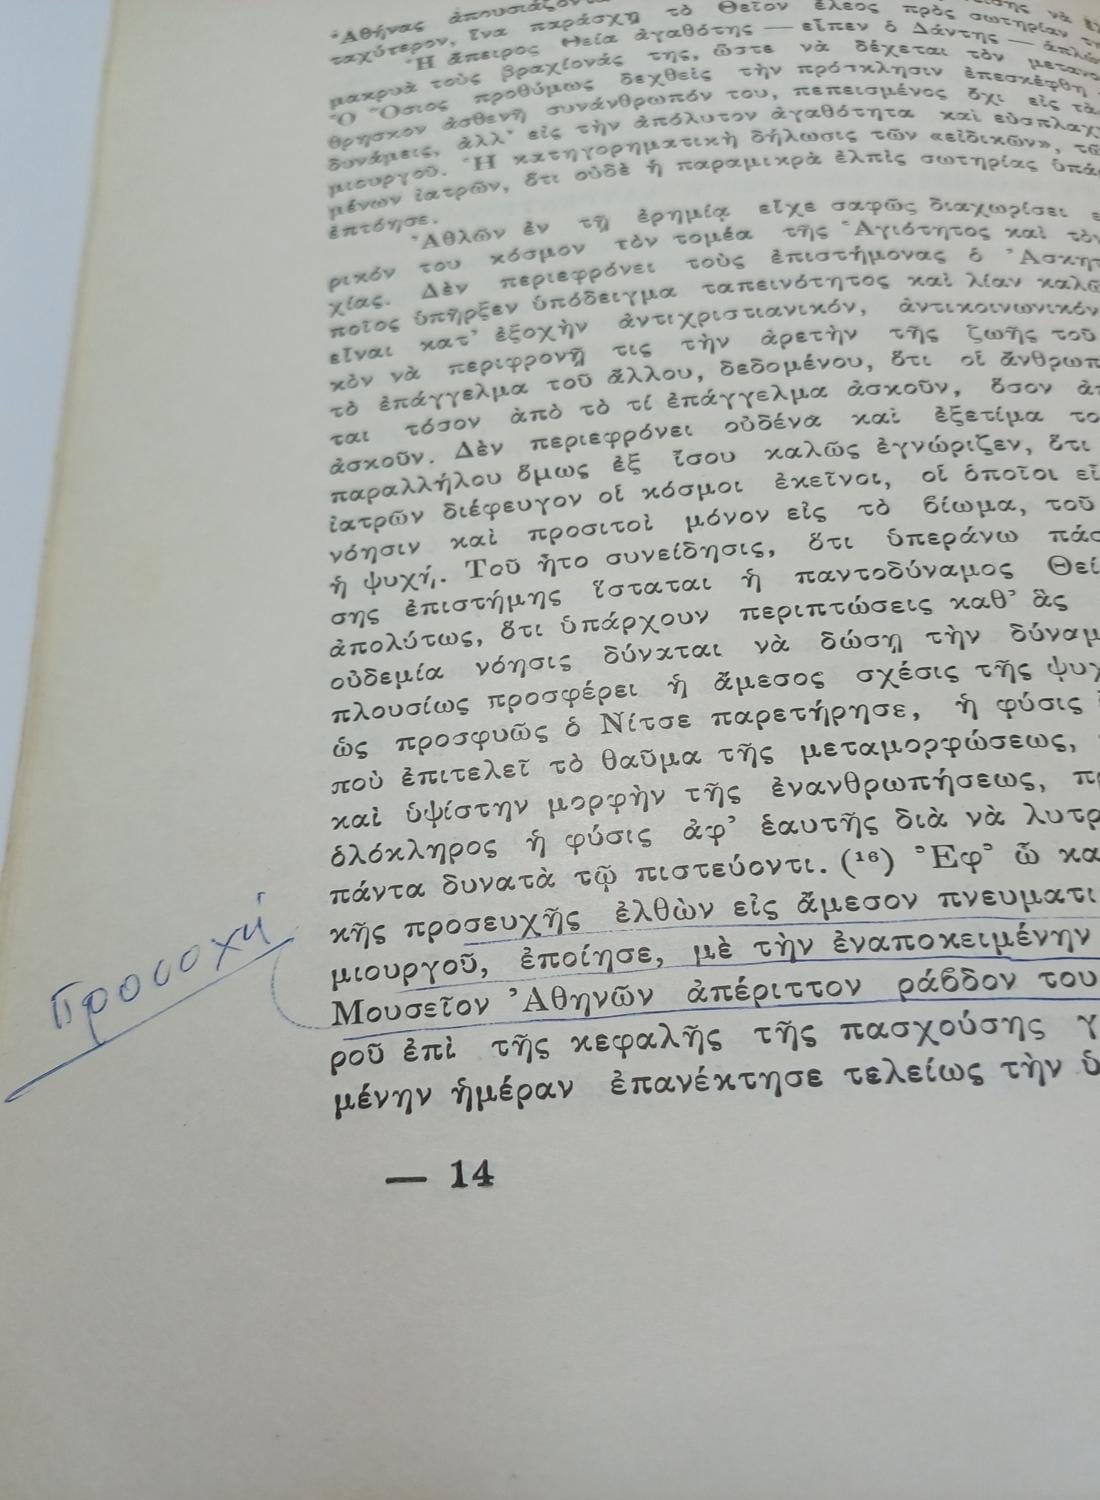 Ἀθήνας ἀπουσιάζοντα
ταχύτερον, ἵνα παράσχῃ τὸ Θεῖον ἔλεος πρὸς σωτηρίαν
Ἡ ἄπειρος Θεία ἀγαθότης — εἶπεν ὁ Δάντης —
μακρυὰ τοὺς βραχίονάς της, ὥστε νὰ δέχεται τὸν
Ὁ Ὅσιος προθύμως δεχθεὶς τὴν πρόσκλησιν ἐπεσκέφθη
θρησκον ἀσθενῆ συνάνθρωπόν του, πεπεισμένος ὄχι εἰς τὰς
δυνάμεις, ἀλλ' εἰς τὴν ἀπόλυτον ἀγαθότητα καὶ εὐσπλαχ
μιουργοῦ. Ἡ κατηγορηματικὴ δήλωσις τῶν «εἰδικῶν»,
μένων ἰατρῶν, ὅτι οὐδὲ ἡ παραμικρὰ ἐλπὶς σωτηρίας ὑπά
ἐπτόησε.
Ἀθλῶν ἐν τῇ ἐρημίᾳ εἶχε σαφῶς διαχωρίσει
ρικόν του κόσμον τὸν τομέα τῆς Ἁγιότητος καὶ τὸν
χίας. Δὲν περιεφρόνει τοὺς ἐπιστήμονας ὁ Ἀσκητ
ποῖος ὑπῆρξεν ὑπόδειγμα ταπεινότητος καὶ λίαν καλῶ
εἶναι κατ' ἐξοχὴν ἀντιχριστιανικόν, ἀντικοινωνικόν
κὸν νὰ περιφρονῇ τις τὴν ἀρετὴν τῆς ζωῆς τοῦ
τὸ ἐπάγγελμα τοῦ ἄλλου, δεδομένου, ὅτι οἱ ἄνθρωπ
ται τόσον ἀπὸ τὸ τί ἐπάγγελμα ἀσκοῦν, ὅσον ἀπ
ἀσκοῦν. Δὲν περιεφρόνει οὐδένα καὶ ἐξετίμα το
παραλλήλου ὅμως ἐξ ἴσου καλῶς ἐγνώριζεν, ὅτι
ἰατρῶν διέφευγον οἱ κόσμοι ἐκεῖνοι, οἱ ὁποῖοι εἶ
νόησιν καὶ προσιτοὶ μόνον εἰς τὸ βίωμα, τοῦ
ἡ ψυχή. Τοῦ ἦτο συνείδησις, ὅτι ὑπεράνω πάσ
σης ἐπιστήμης ἵσταται ἡ παντοδύναμος Θεί
ἀπολύτως, ὅτι ὑπάρχουν περιπτώσεις καθ' ἃς
οὐδεμία νόησις δύναται νὰ δώσῃ τὴν δύναμ
πλουσίως προσφέρει ἡ ἄμεσος σχέσις τῆς ψυχ
ὡς προσφυῶς ὁ Νίτσε παρετήρησε, ἡ φύσις
ποὺ ἐπιτελεῖ τὸ θαῦμα τῆς μεταμορφώσεως,
καὶ ὑψίστην μορφὴν τῆς ἐνανθρωπήσεως, πρ
ὁλόκληρος ἡ φύσις ἀφ' ἑαυτῆς διὰ νὰ λυτρ
πάντα δυνατὰ τῷ πιστεύοντι. (¹⁶) Ἐφ' ᾧ κα
κῆς προσευχῆς ἐλθὼν εἰς ἄμεσον πνευματι
μιουργοῦ, ἐποίησε, μὲ τὴν ἐναποκειμένην
Μουσεῖον Ἀθηνῶν ἀπέριττον ράβδον του
ροῦ ἐπὶ τῆς κεφαλῆς τῆς πασχούσης γ
μένην ἡμέραν ἐπανέκτησε τελείως τὴν ὑ
Προσοχή
— 14